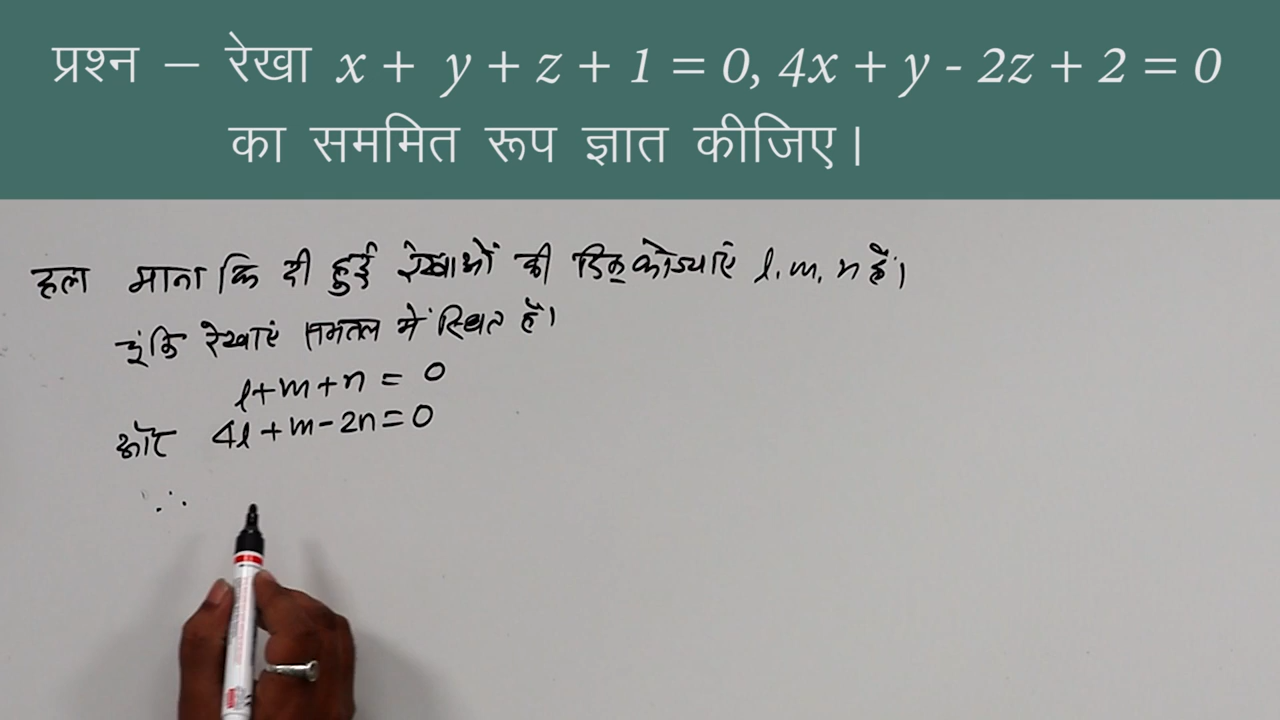 प्रश्न – रेखा x + y + z + 1 = 0, 4x + y - 2z + 2 = 0
का सममित रूप ज्ञात कीजिए।
हल माना कि दी हुई रेखाओं की दिक् कोज्याएं l, m, n हैं।
चूंकि रेखाएं समतल में स्थित हैं।
l + m + n = 0
और 4l + m - 2n = 0
∴